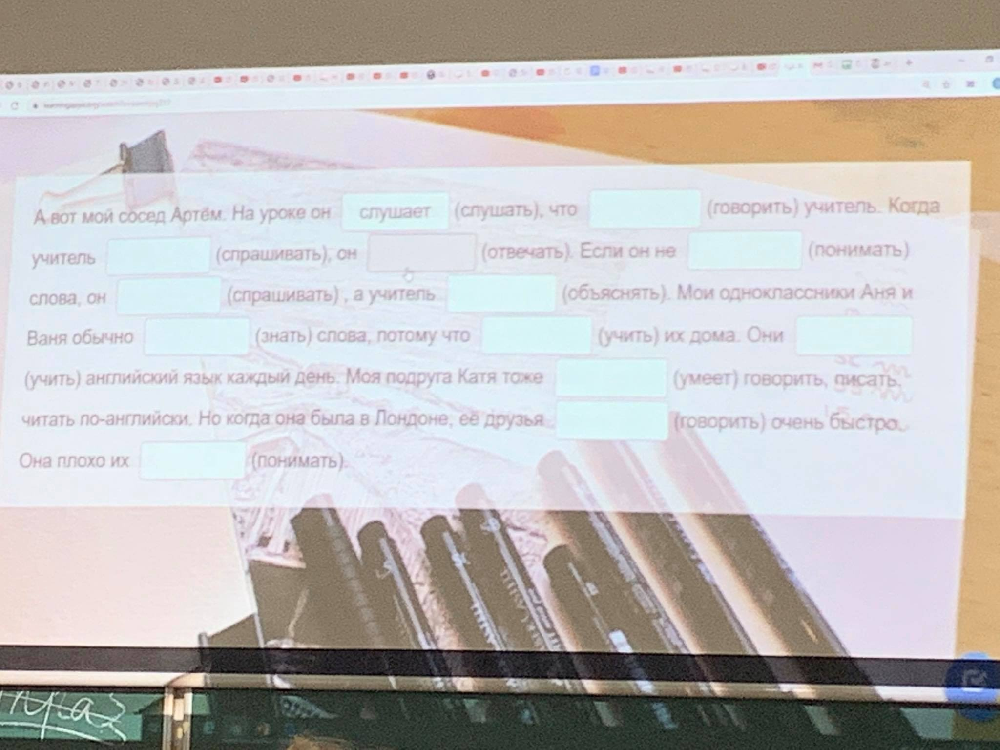 А вот мой сосед Артём. На уроке он слушает (слушать), что (говорить) учитель. Когда
учитель (спрашивать), он (отвечать). Если он не (понимать)
слова, он (спрашивать) , а учитель (объяснять). Мои одноклассники Аня и
Ваня обычно (знать) слова, потому что (учить) их дома. Они
(учить) английский язык каждый день. Моя подруга Катя тоже (умеет) говорить, писать,
читать по-английски. Но когда она была в Лондоне, её друзья (говорить) очень быстро.
Она плохо их (понимать).